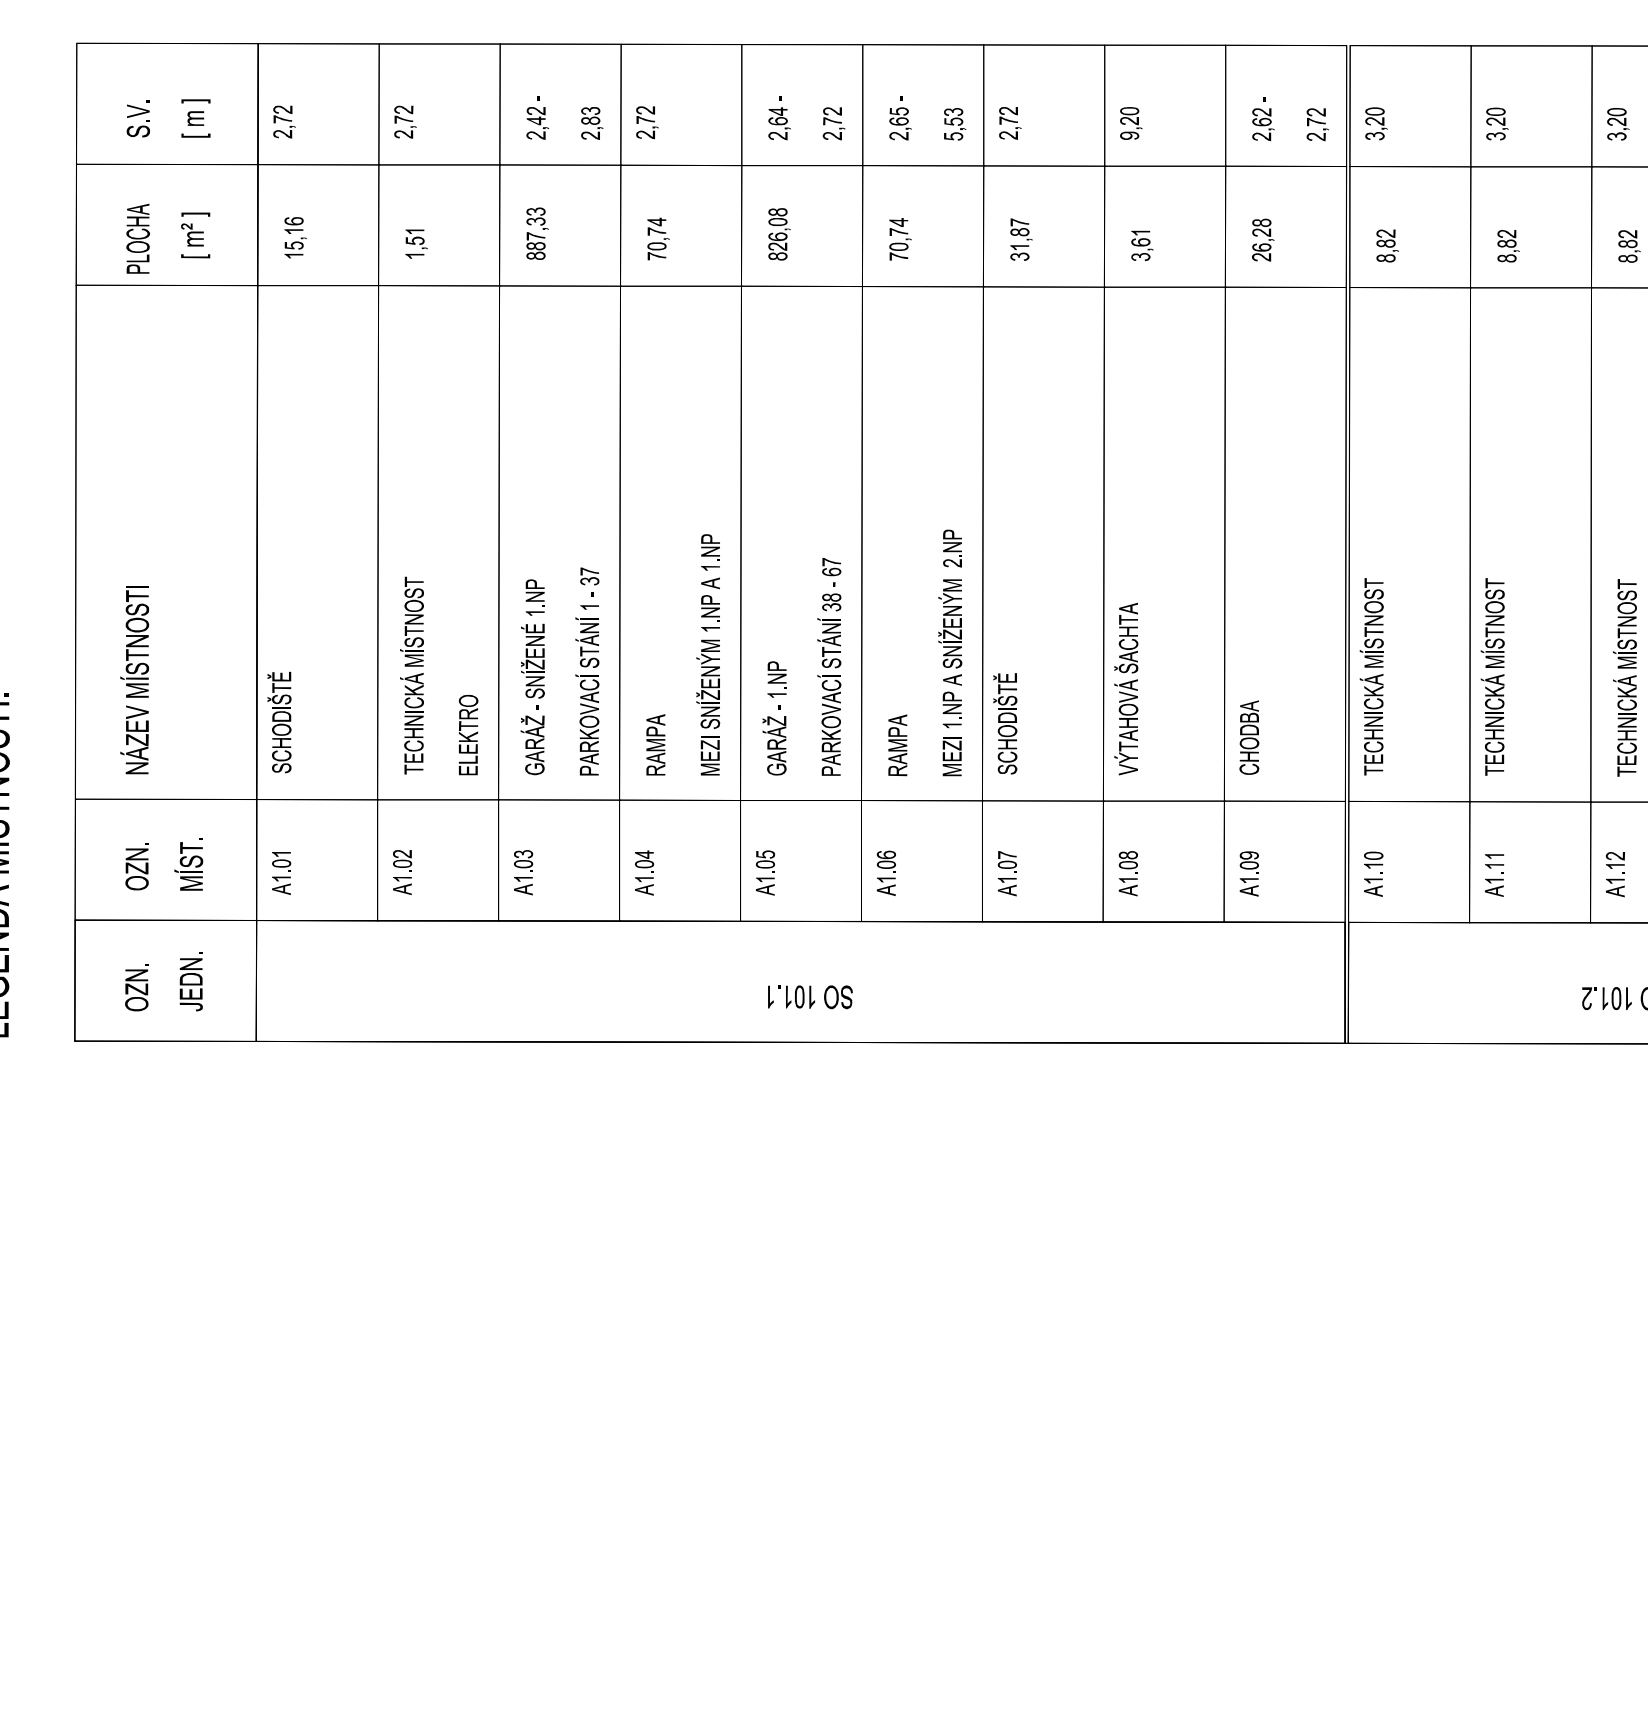 OZN. JEDN. OZN. MÍST. NÁZEV MÍSTNOSTI PLOCHA [ m² ] S.V. [ m ]
SO 101.1
A1.01 SCHODIŠTĚ 15,16 2,72
A1.02 TECHNICKÁ MÍSTNOST 1,51 2,72
ELEKTRO
A1.03 GARÁŽ - SNÍŽENÉ 1.NP 887,33 2,42 -
PARKOVACÍ STÁNÍ 1 - 37 2,83
A1.04 RAMPA 70,74 2,72
MEZI SNÍŽENÝM 1.NP A 1.NP
A1.05 GARÁŽ - 1.NP 826,08 2,64 -
PARKOVACÍ STÁNÍ 38 - 67 2,72
A1.06 RAMPA 70,74 2,65 -
MEZI 1.NP A SNÍŽENÝM 2.NP 5,53
A1.07 SCHODIŠTĚ 31,87 2,72
A1.08 VÝTAHOVÁ ŠACHTA 3,61 9,20
A1.09 CHODBA 26,28 2,62 -
2,72
101.2
A1.10 TECHNICKÁ MÍSTNOST 8,82 3,20
A1.11 TECHNICKÁ MÍSTNOST 8,82 3,20
A1.12 TECHNICKÁ MÍSTNOST 8,82 3,20